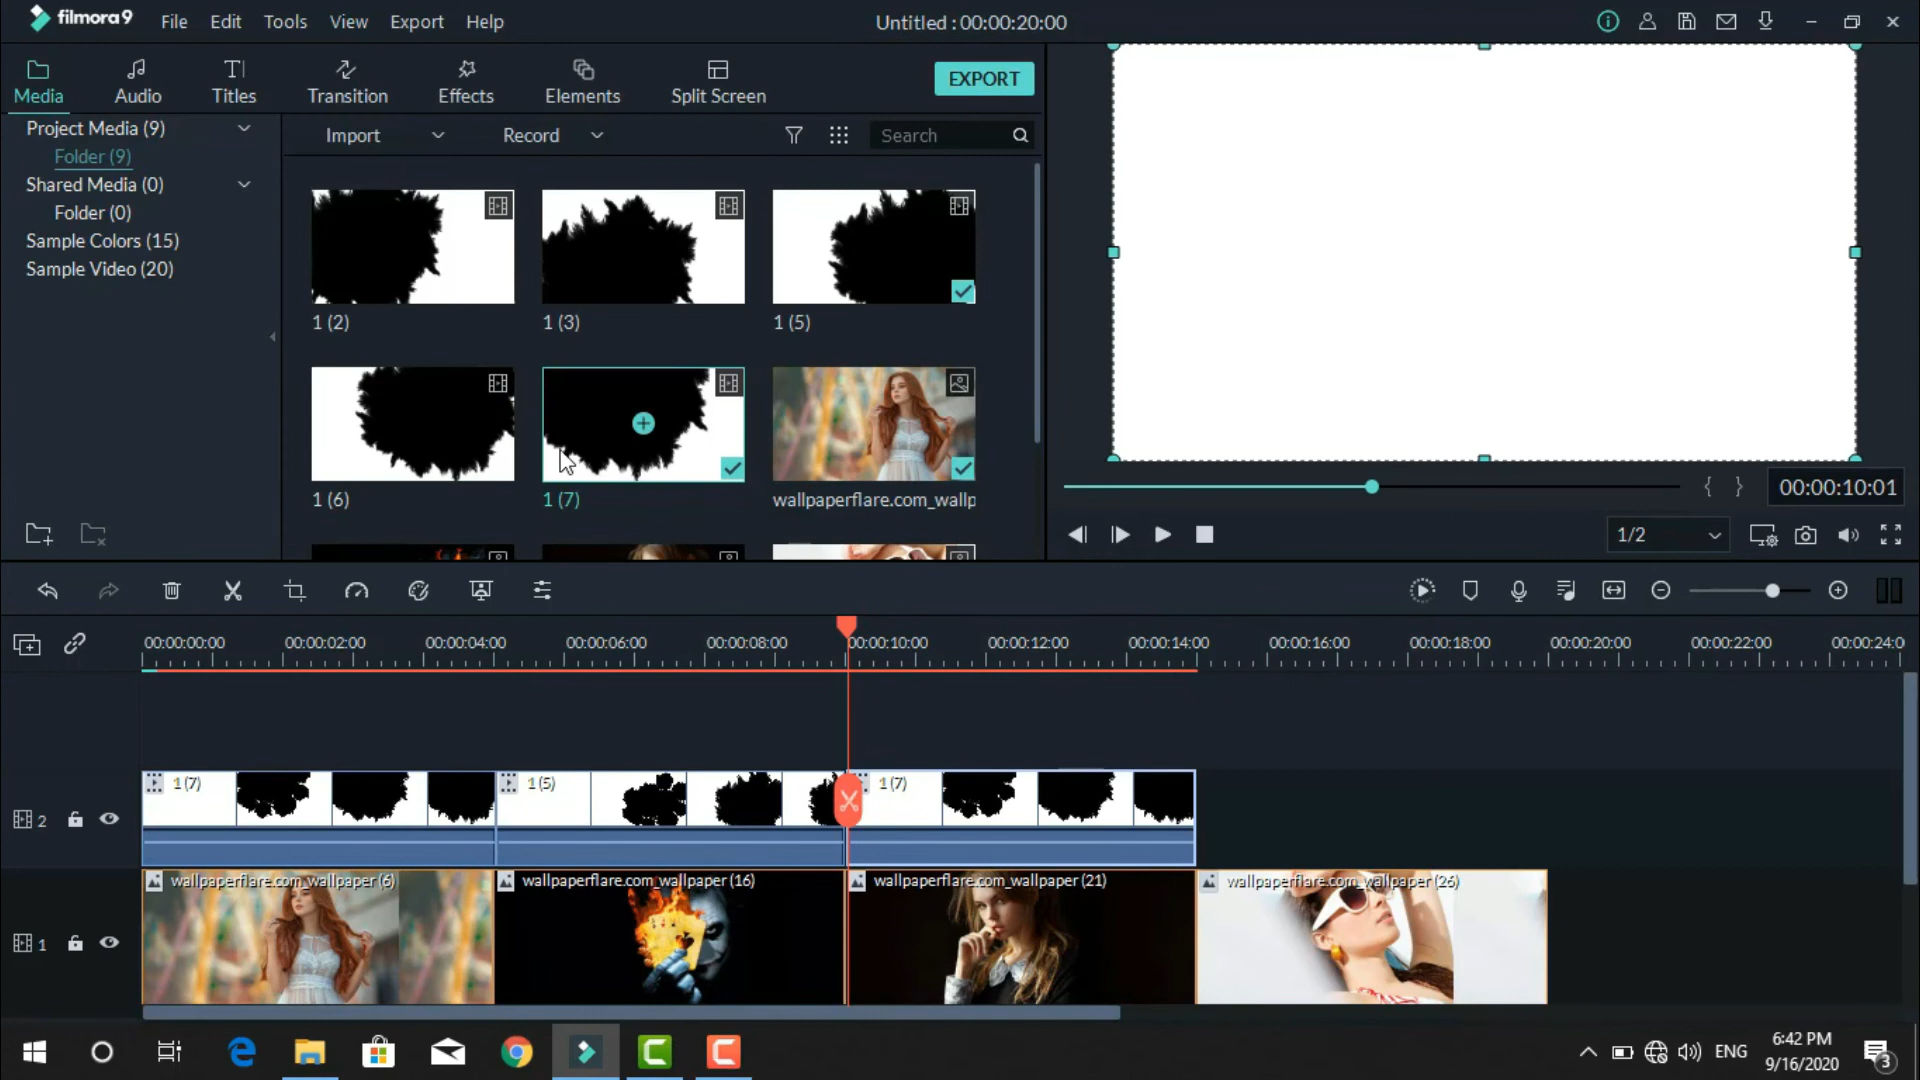 filmora9 File Edit Tools View Export Help Untitled : 00:00:20:00
Media Audio Titles Transition Effects Elements Split Screen EXPORT
Project Media (9)
Folder (9)
Shared Media (0)
Folder (0)
Sample Colors (15)
Sample Video (20)
Import Record Search
1 (2) 1 (3) 1 (5)
1 (6) 1 (7) wallpaperflare.com_wallp
00:00:10:01
1/2
00:00:00:00 00:00:02:00 00:00:04:00 00:00:06:00 00:00:08:00 00:00:10:00 00:00:12:00 00:00:14:00 00:00:16:00 00:00:18:00 00:00:20:00 00:00:22:00 00:00:24:0
1 (7) 1 (5) 1 (7)
2
wallpaperflare.com_wallpaper (6) wallpaperflare.com_wallpaper (16) wallpaperflare.com_wallpaper (21) wallpaperflare.com_wallpaper (26)
1
ENG
6:42 PM
9/16/2020
3